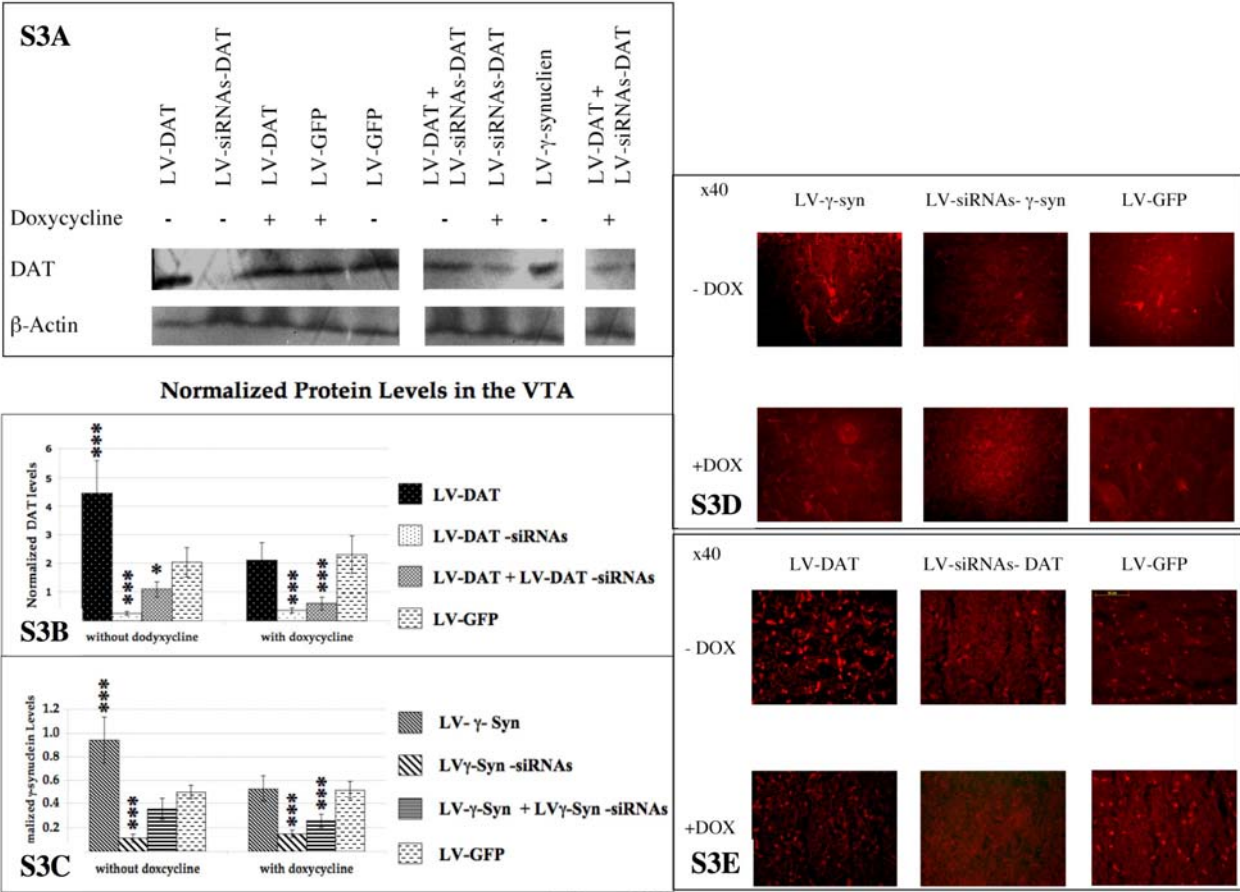 S3A
LV-DAT
LV-siRNAs-DAT
LV-DAT
LV-GFP
LV-GFP
LV-DAT +
LV-siRNAs-DAT
LV-siRNAs-DAT
LV-γ-synuclien
LV-DAT +
LV-siRNAs-DAT
Doxycycline - - + + - - + - +
DAT
β-Actin
Normalized Protein Levels in the VTA
Normalized DAT levels
6
5
4
3
2
1
***
***
*
***
***
without dodyxycline
with doxycycline
LV-DAT
LV-DAT -siRNAs
LV-DAT + LV-DAT -siRNAs
LV-GFP
S3B
malized γ-synuclein Levels
1.2
1.0
0.8
0.6
0.4
0.2
***
***
***
***
without doxcycline
with doxycycline
LV- γ- Syn
LVγ-Syn -siRNAs
LV-γ-Syn + LVγ-Syn -siRNAs
LV-GFP
S3C
x40
LV-γ-syn
LV-siRNAs- γ-syn
LV-GFP
- DOX
+DOX
S3D
x40
LV-DAT
LV-siRNAs- DAT
LV-GFP
- DOX
+DOX
S3E